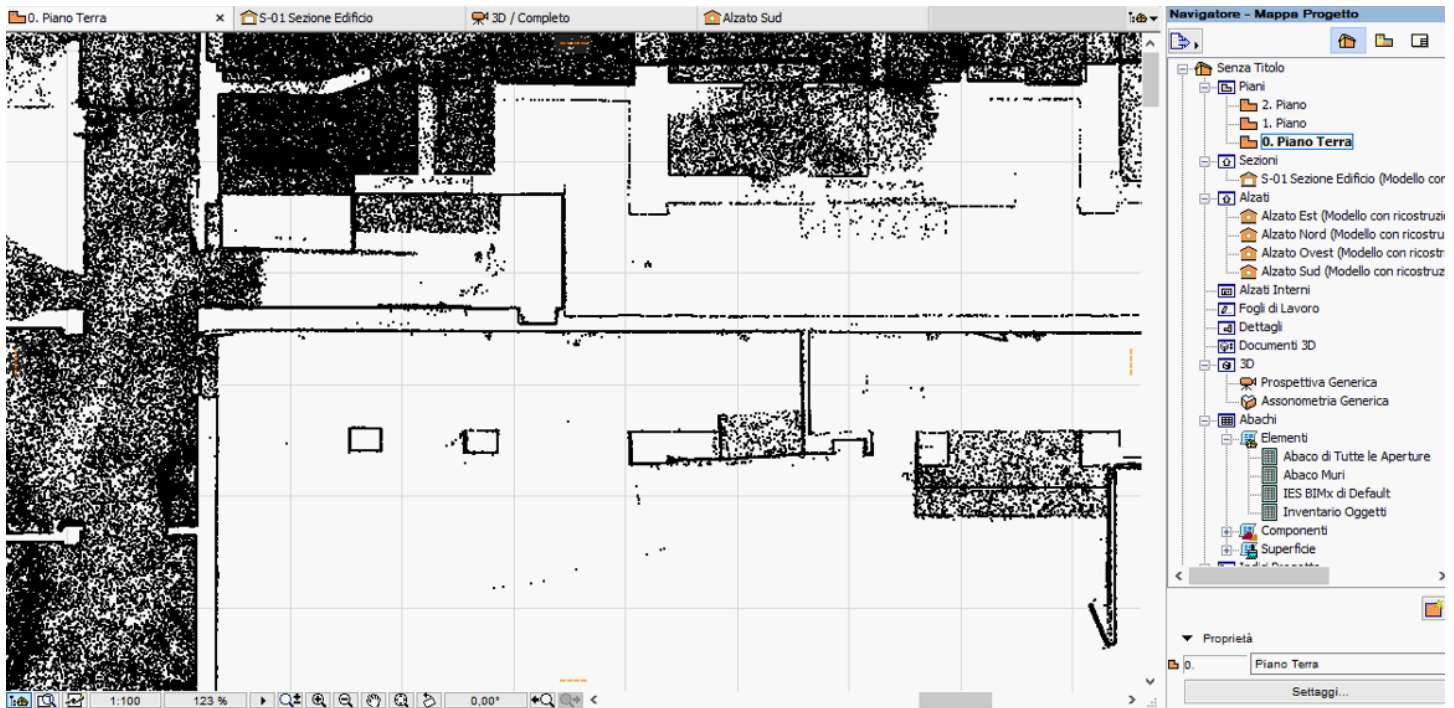 0. Piano Terra
S-01 Sezione Edificio
3D / Completo
Alzato Sud
Navigatore - Mappa Progetto
Senza Titolo
Piani
2. Piano
1. Piano
0. Piano Terra
Sezioni
S-01 Sezione Edificio (Modello con
Alzati
Alzato Est (Modello con ricostruzio
Alzato Nord (Modello con ricostru
Alzato Ovest (Modello con ricostr
Alzato Sud (Modello con ricostruz
Alzati Interni
Fogli di Lavoro
Dettagli
Documenti 3D
3D
Prospettiva Generica
Assonometria Generica
Abachi
Elementi
Abaco di Tutte le Aperture
Abaco Muri
IES BIMx di Default
Inventario Oggetti
Componenti
Superficie
Indici Progetto
Proprietà
0. Piano Terra
Settaggi...
1:100 123 % 0,00°